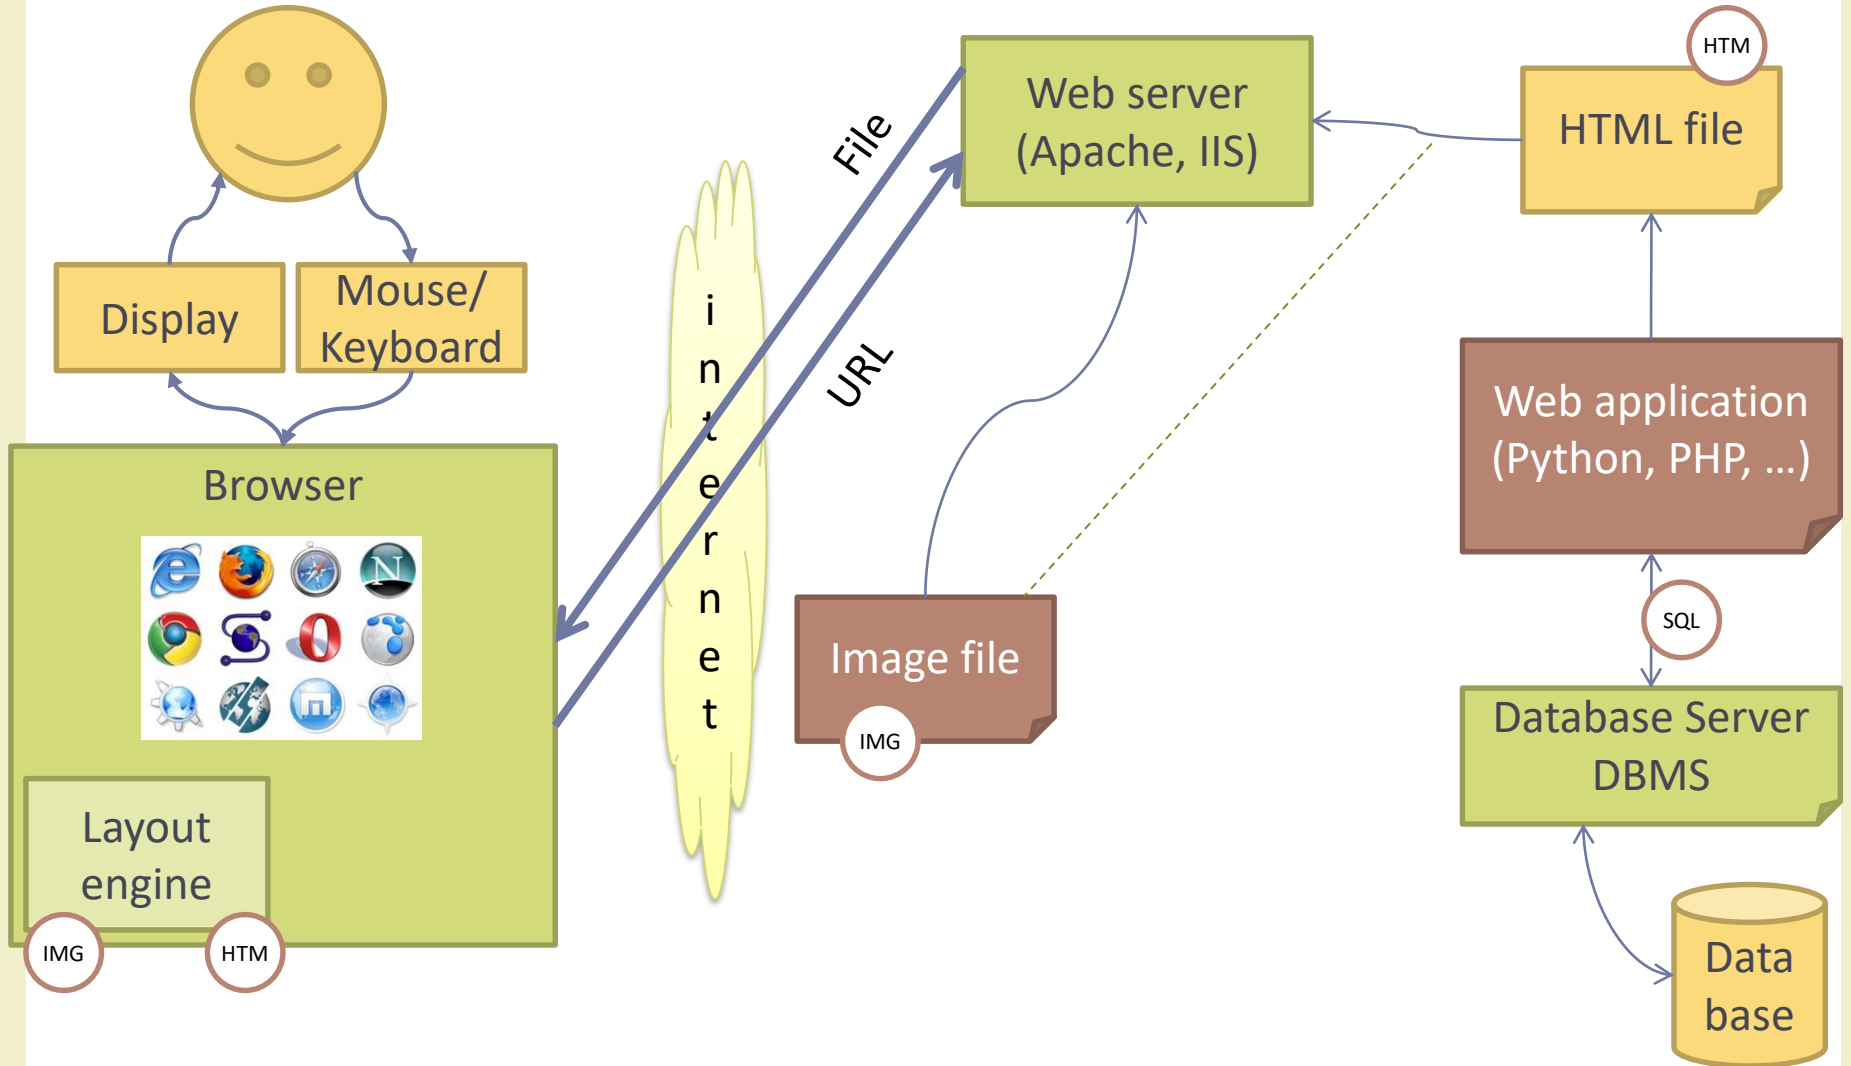 HTM
Web server
(Apache, IIS)
HTML file
File
Display
Mouse/
Keyboard
internet
URL
Web application
(Python, PHP, ...)
Browser
N
SQL
Image file
IMG
Database Server
DBMS
Layout
engine
IMG
HTM
Data
base